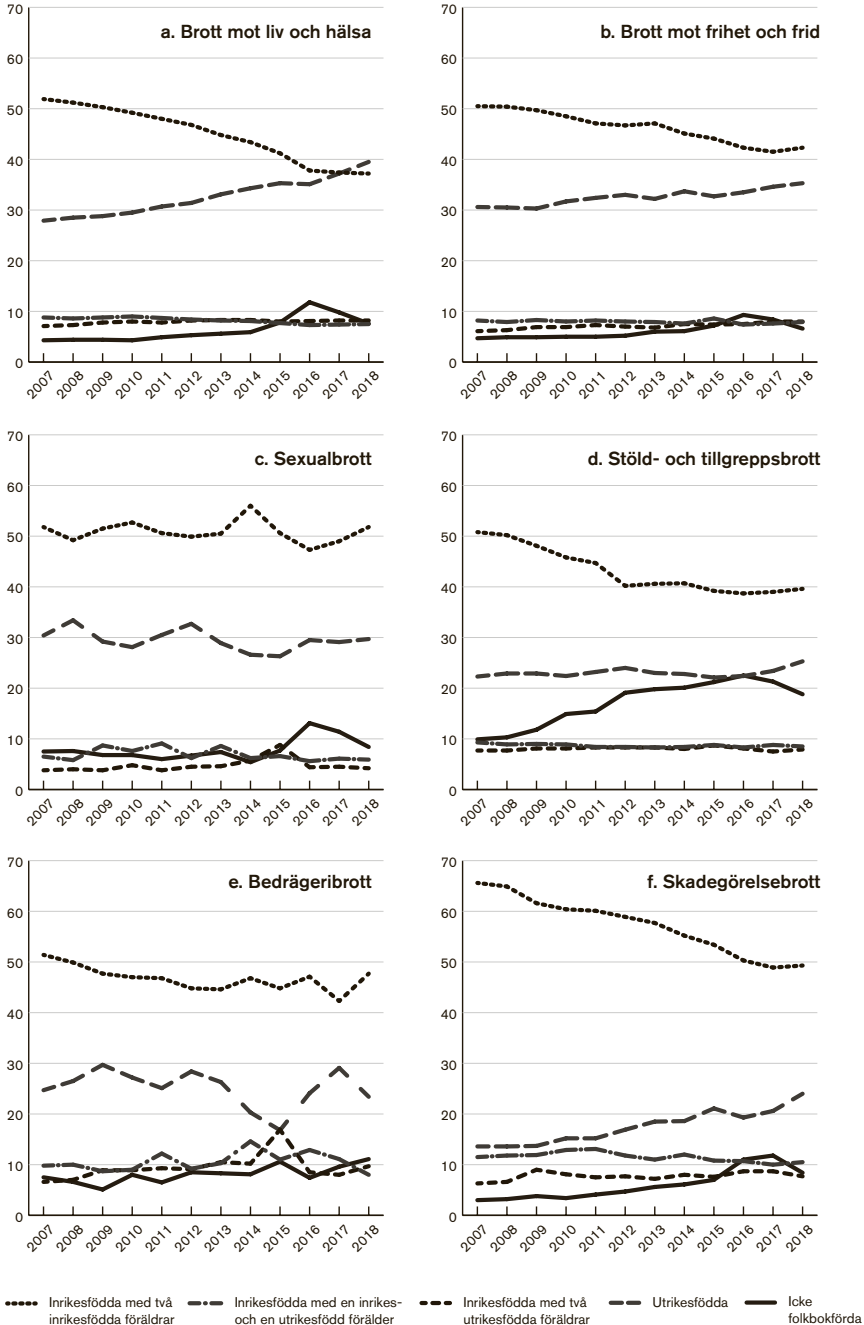 a. Brott mot liv och hälsa
70
60
50
40
30
20
10
0
2007 2008 2009 2010 2011 2012 2013 2014 2015 2016 2017 2018
b. Brott mot frihet och frid
70
60
50
40
30
20
10
0
2007 2008 2009 2010 2011 2012 2013 2014 2015 2016 2017 2018
c. Sexualbrott
70
60
50
40
30
20
10
0
2007 2008 2009 2010 2011 2012 2013 2014 2015 2016 2017 2018
d. Stöld- och tillgreppsbrott
70
60
50
40
30
20
10
0
2007 2008 2009 2010 2011 2012 2013 2014 2015 2016 2017 2018
e. Bedrägeribrott
70
60
50
40
30
20
10
0
2007 2008 2009 2010 2011 2012 2013 2014 2015 2016 2017 2018
f. Skadegörelsebrott
70
60
50
40
30
20
10
0
2007 2008 2009 2010 2011 2012 2013 2014 2015 2016 2017 2018
Inrikesfödda med två
inrikesfödda föräldrar
Inrikesfödda med en inrikes-
och en utrikesfödd förälder
Inrikesfödda med två
utrikesfödda föräldrar
Utrikesfödda
Icke
folkbokförda